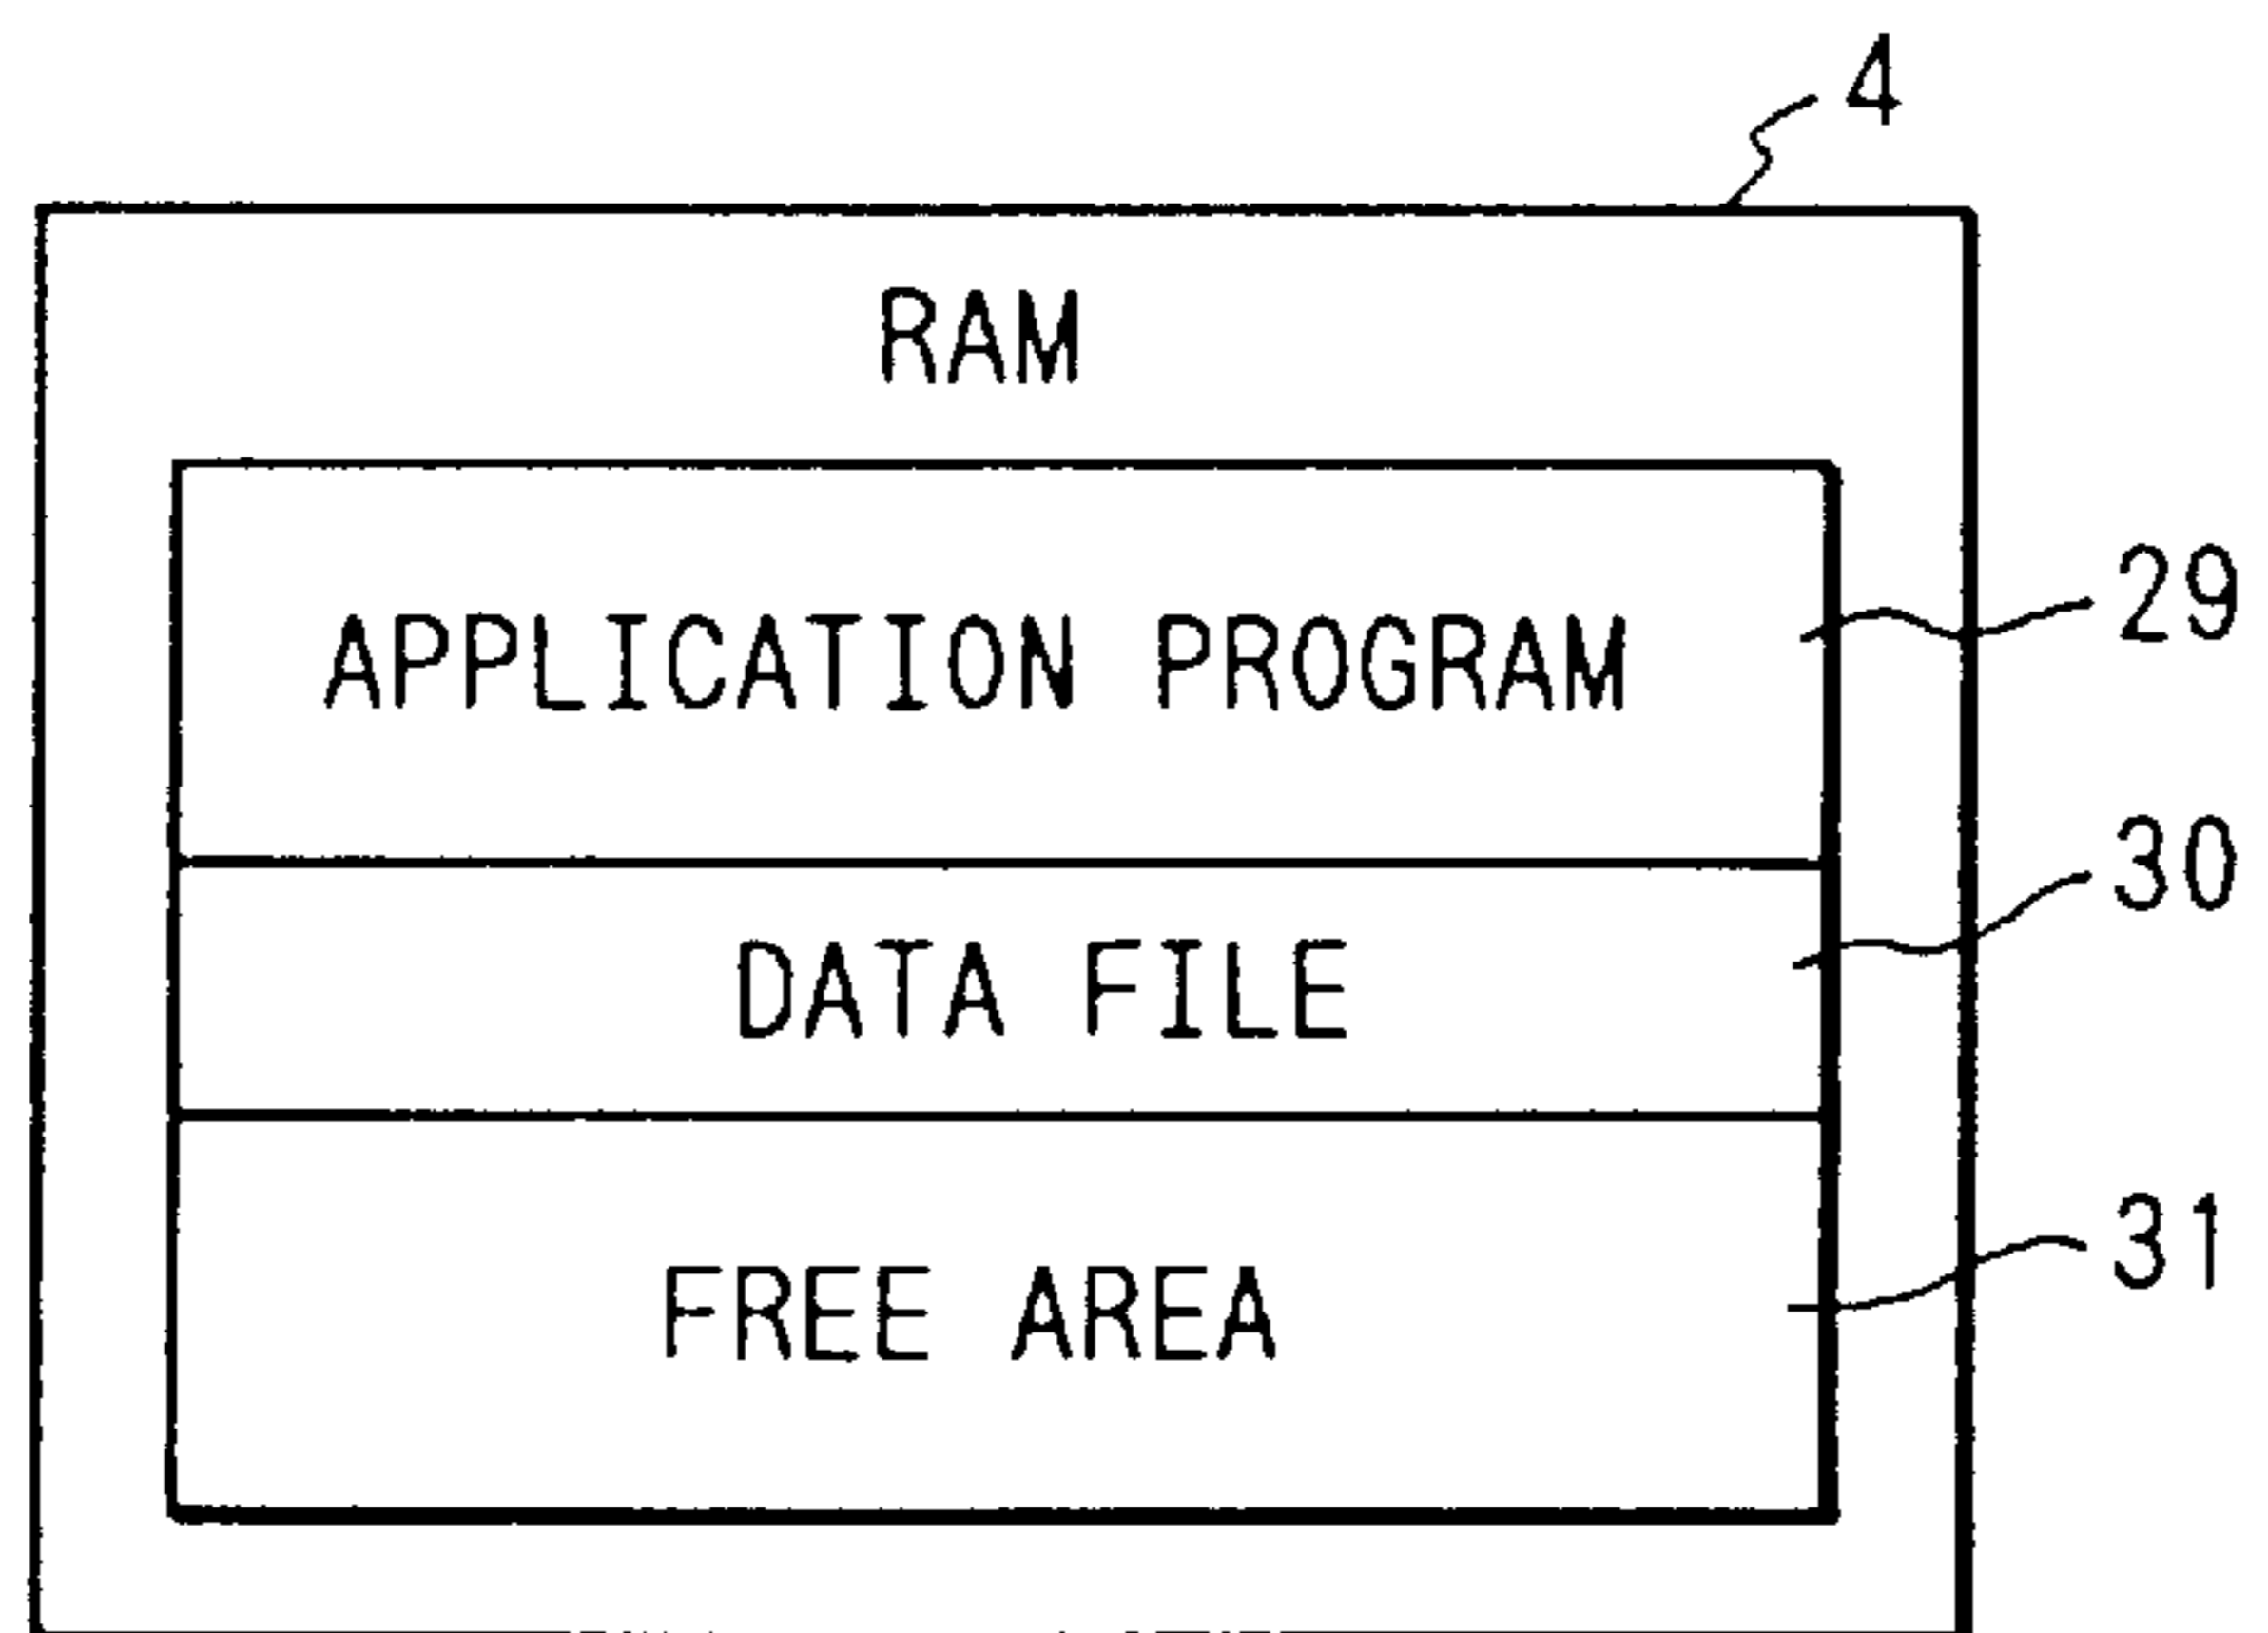 4
RAM
APPLICATION PROGRAM
29
DATA FILE
30
FREE AREA
31